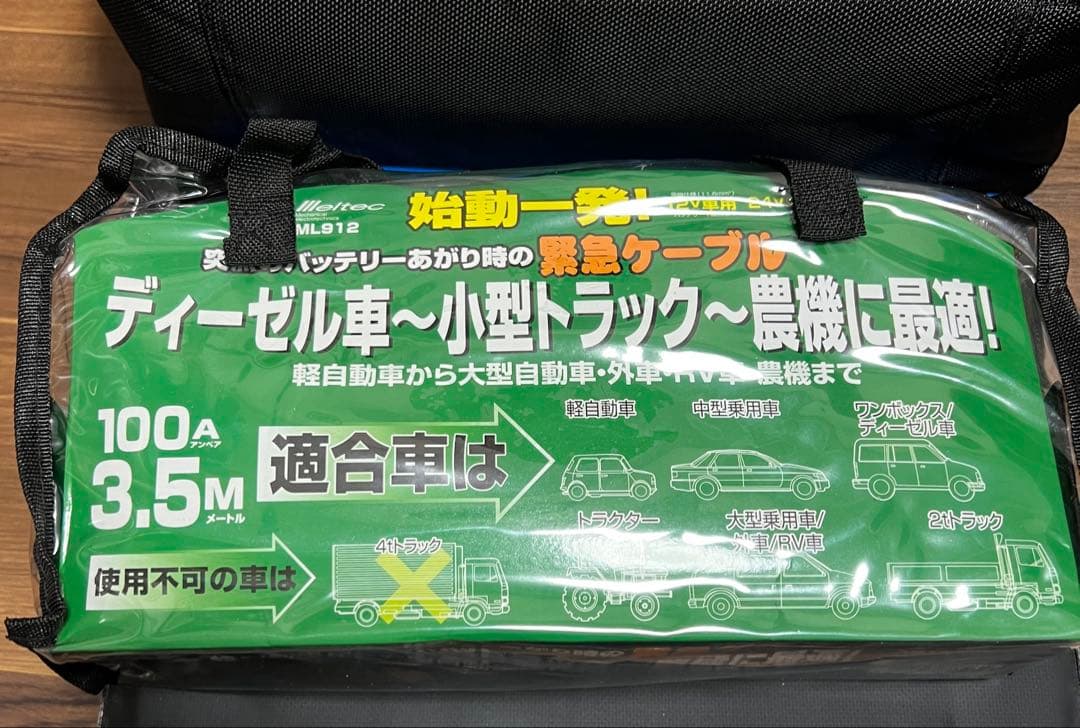 Meltec
ML912
始動一発!
12V車用 24V
バッテリーあがり時の 緊急ケーブル
ディーゼル車～小型トラック～農機に最適!
軽自動車から大型自動車・外車・RV車・農機まで
100A
アンペア
3.5M
メートル
適合車は
軽自動車
中型乗用車
ワンボックス/
ディーゼル車
トラクター
大型乗用車/
外車/RV車
2tトラック
使用不可の車は
4tトラック